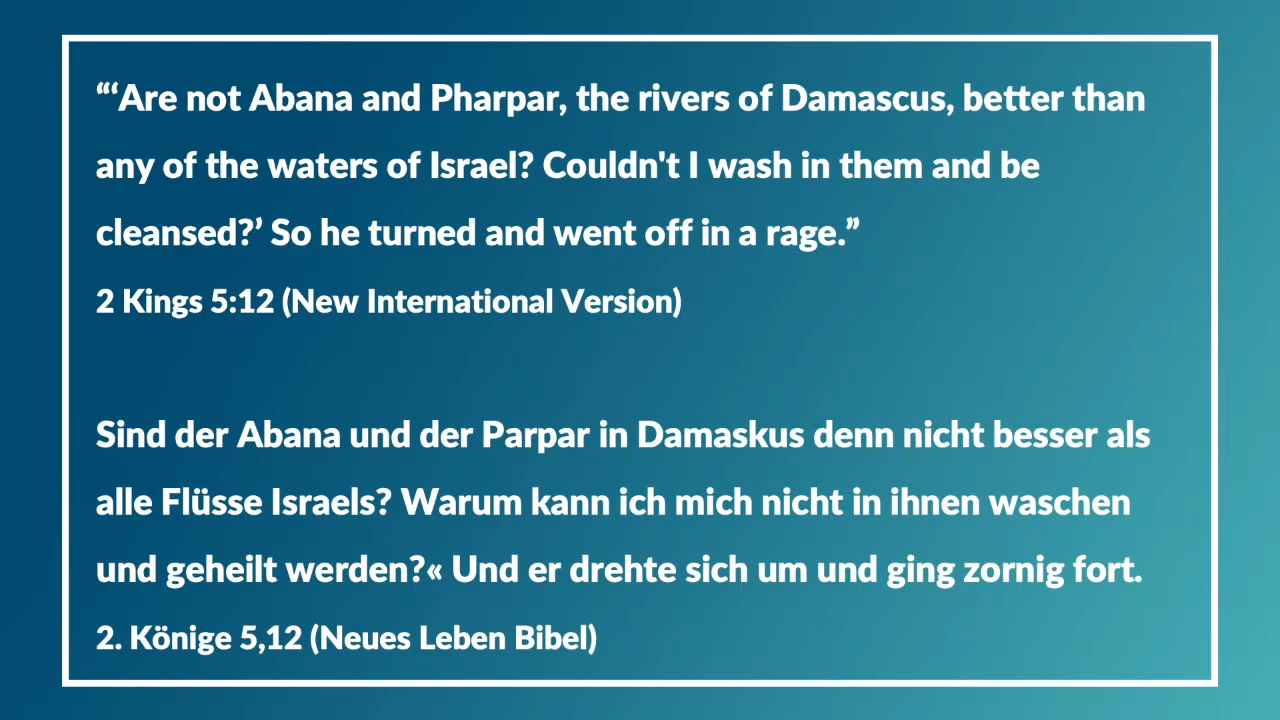 “‘Are not Abana and Pharpar, the rivers of Damascus, better than
any of the waters of Israel? Couldn't I wash in them and be
cleansed?’ So he turned and went off in a rage.”
2 Kings 5:12 (New International Version)
Sind der Abana und der Parpar in Damaskus denn nicht besser als
alle Flüsse Israels? Warum kann ich mich nicht in ihnen waschen
und geheilt werden?« Und er drehte sich um und ging zornig fort.
2. Könige 5,12 (Neues Leben Bibel)